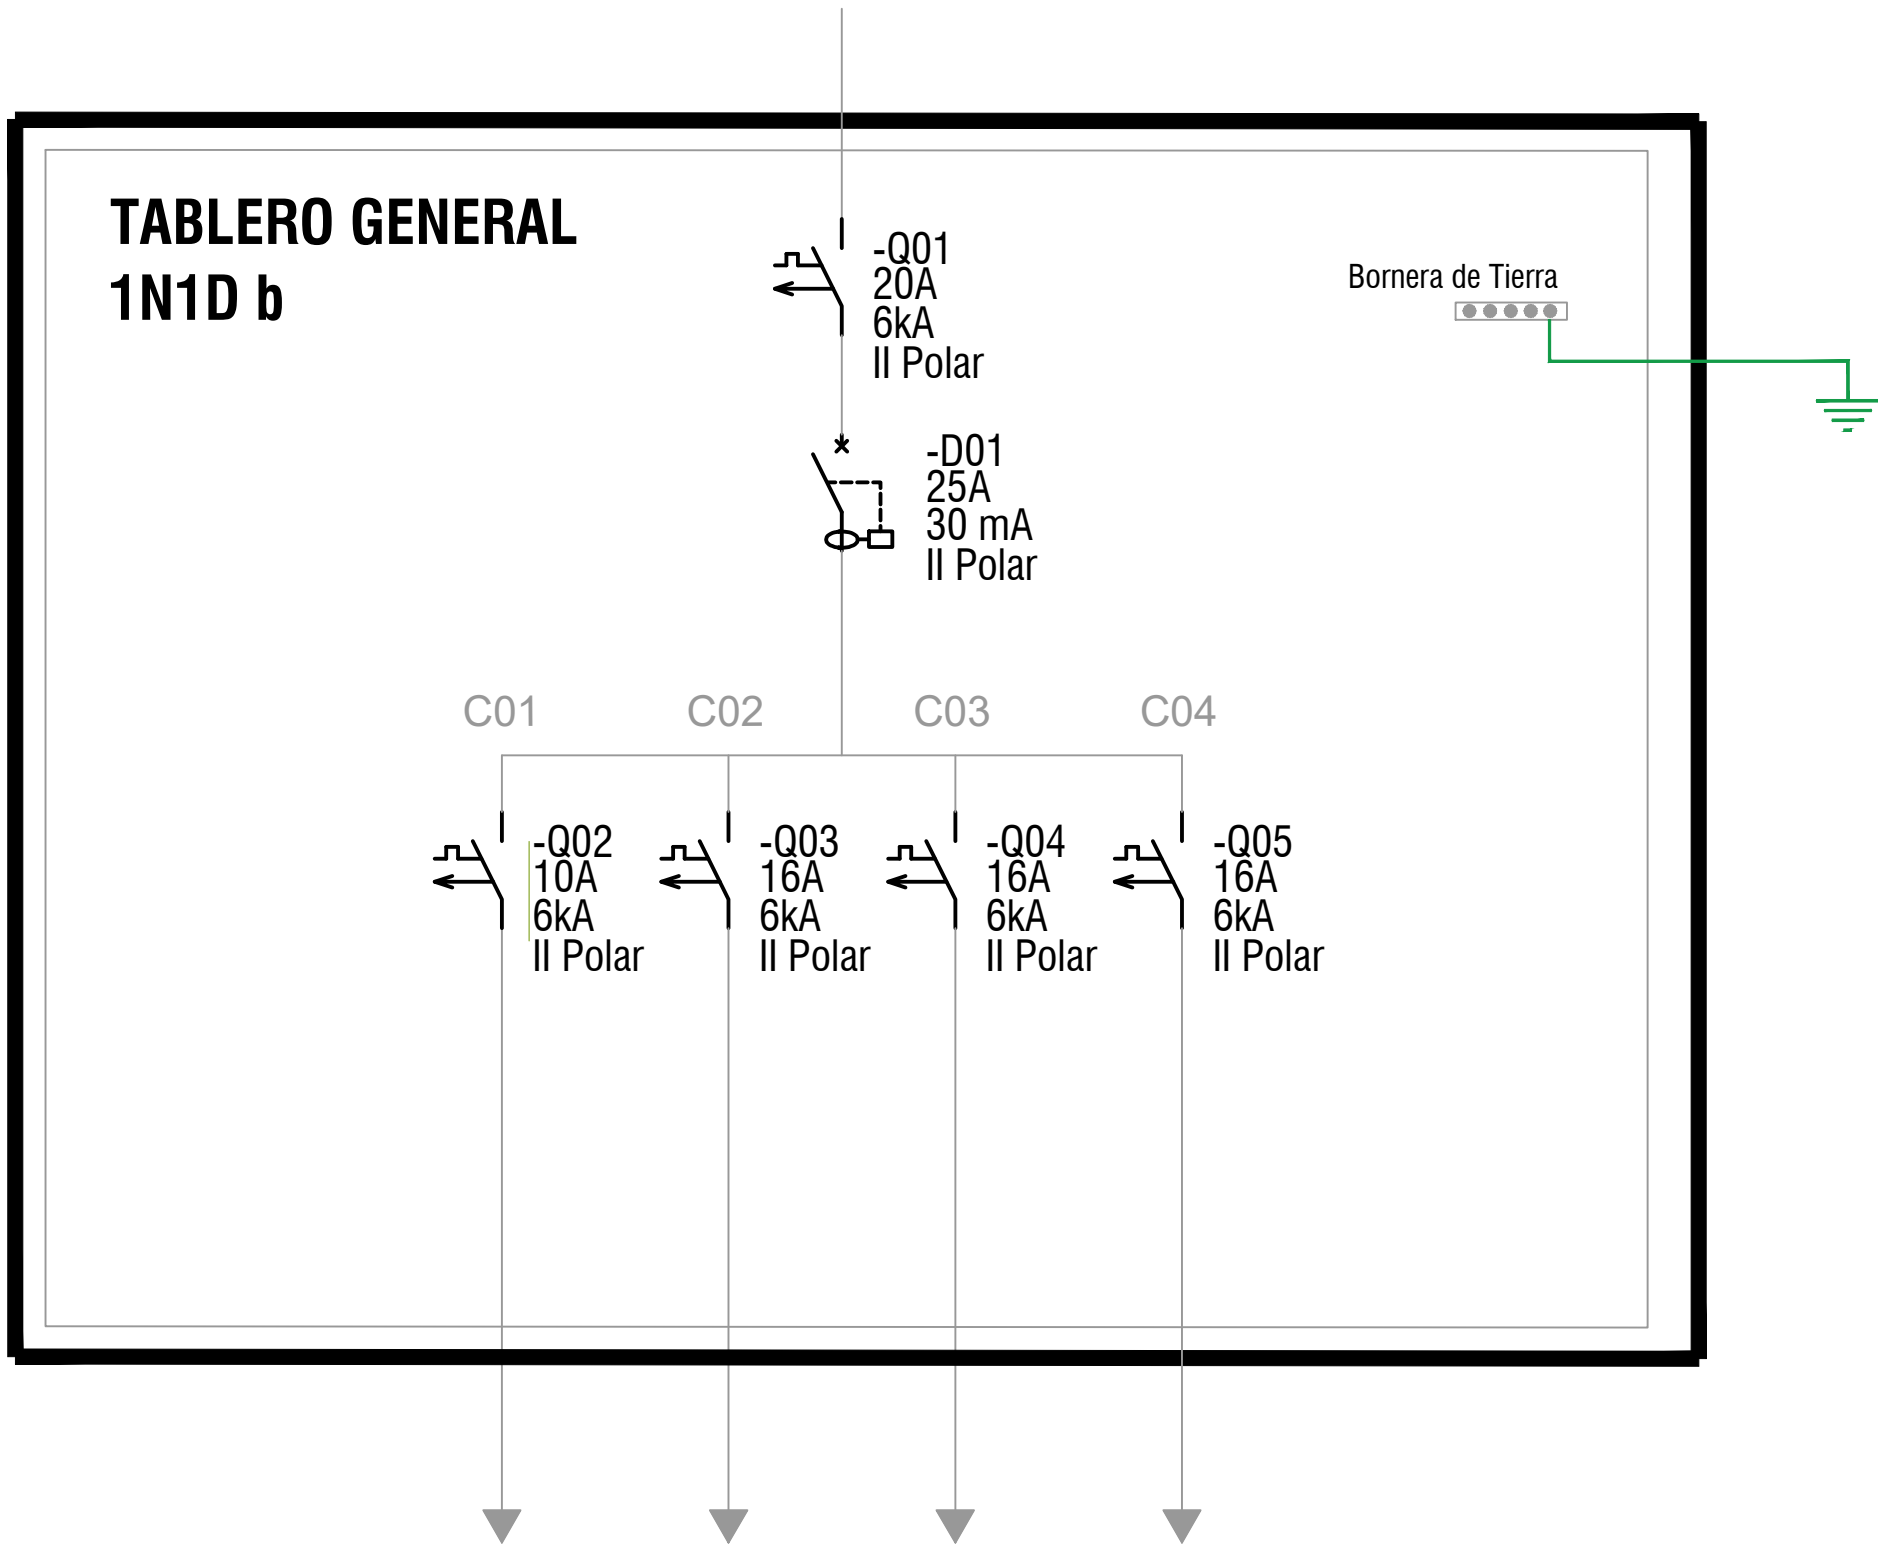 TABLERO GENERAL
1N1D b
-Q01
20A
6kA
II Polar
Bornera de Tierra
-D01
25A
30 mA
II Polar
C01
C02
C03
C04
-Q02
10A
6kA
II Polar
-Q03
16A
6kA
II Polar
-Q04
16A
6kA
II Polar
-Q05
16A
6kA
II Polar